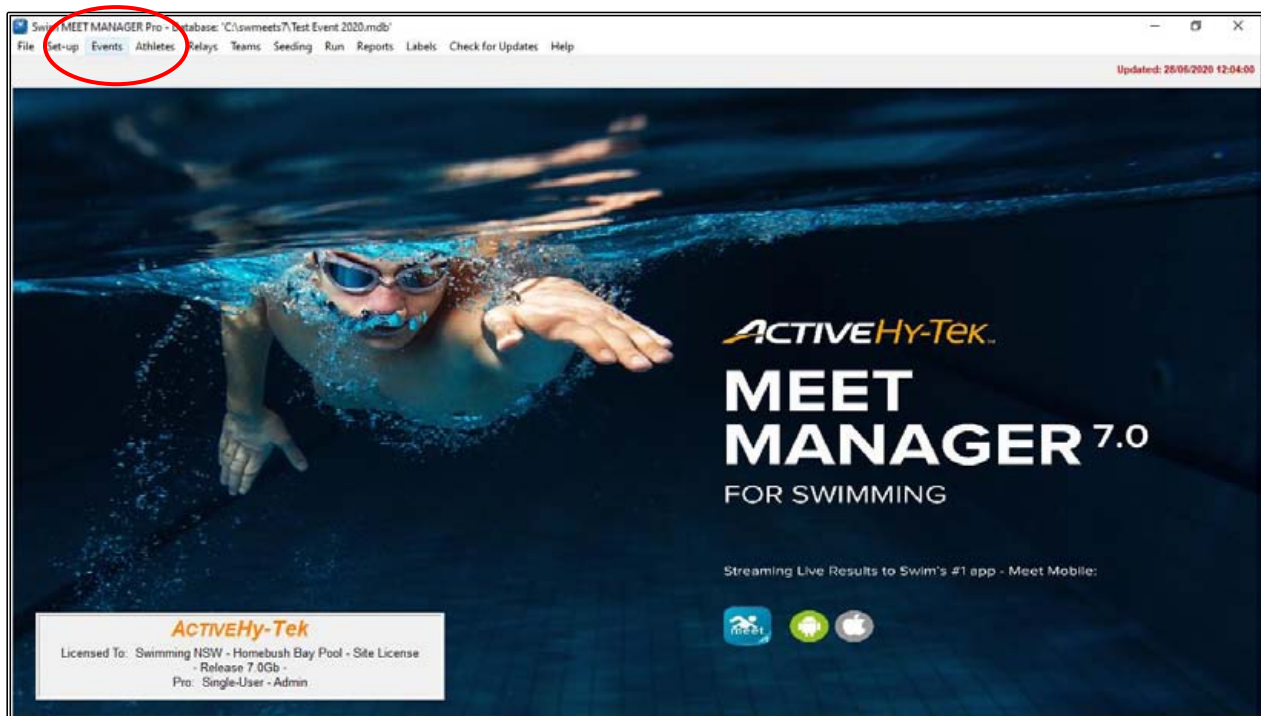 Swim MEET MANAGER Pro - Database: 'C:\swmeets7\Test Event 2020.mdb'
File Set-up Events Athletes Relays Teams Seeding Run Reports Labels Check for Updates Help
Updated: 28/06/2020 12:04:00
ACTIVEHy-Tek
MEET
MANAGER 7.0
FOR SWIMMING
Streaming Live Results to Swim's #1 app - Meet Mobile:
meet
ACTIVEHy-Tek
Licensed To: Swimming NSW - Homebush Bay Pool - Site License
- Release 7.0Gb -
Pro: Single-User - Admin